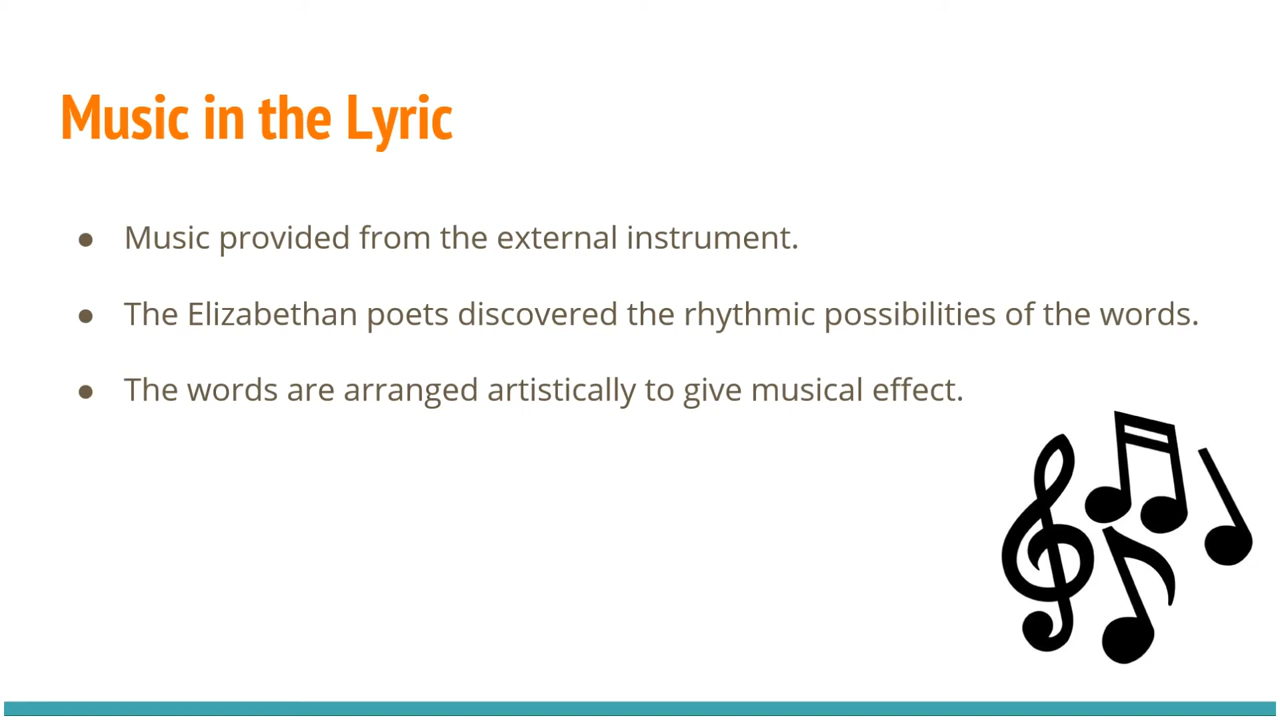 Music in the Lyric
● Music provided from the external instrument.
● The Elizabethan poets discovered the rhythmic possibilities of the words.
● The words are arranged artistically to give musical effect.